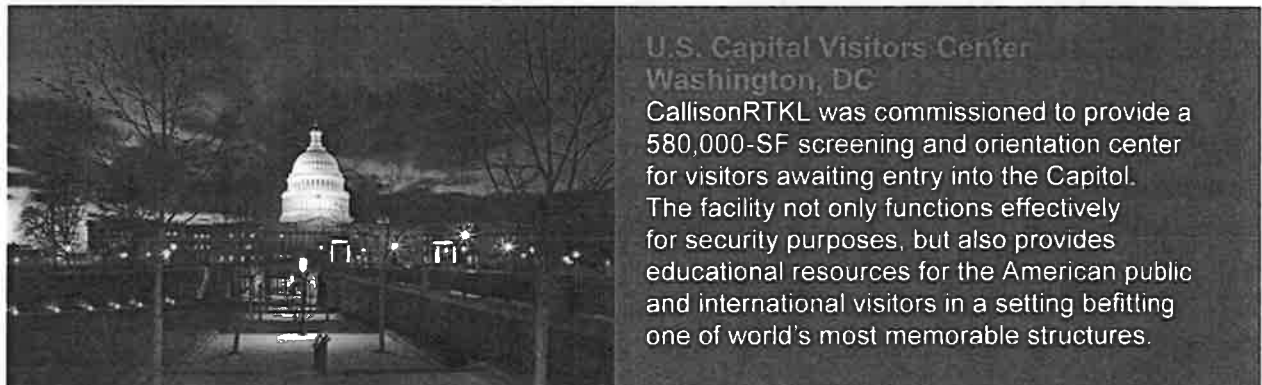 U.S. Capital Visitors Center
Washington, DC
CallisonRTKL was commissioned to provide a
580,000-SF screening and orientation center
for visitors awaiting entry into the Capitol.
The facility not only functions effectively
for security purposes, but also provides
educational resources for the American public
and international visitors in a setting befitting
one of world's most memorable structures.